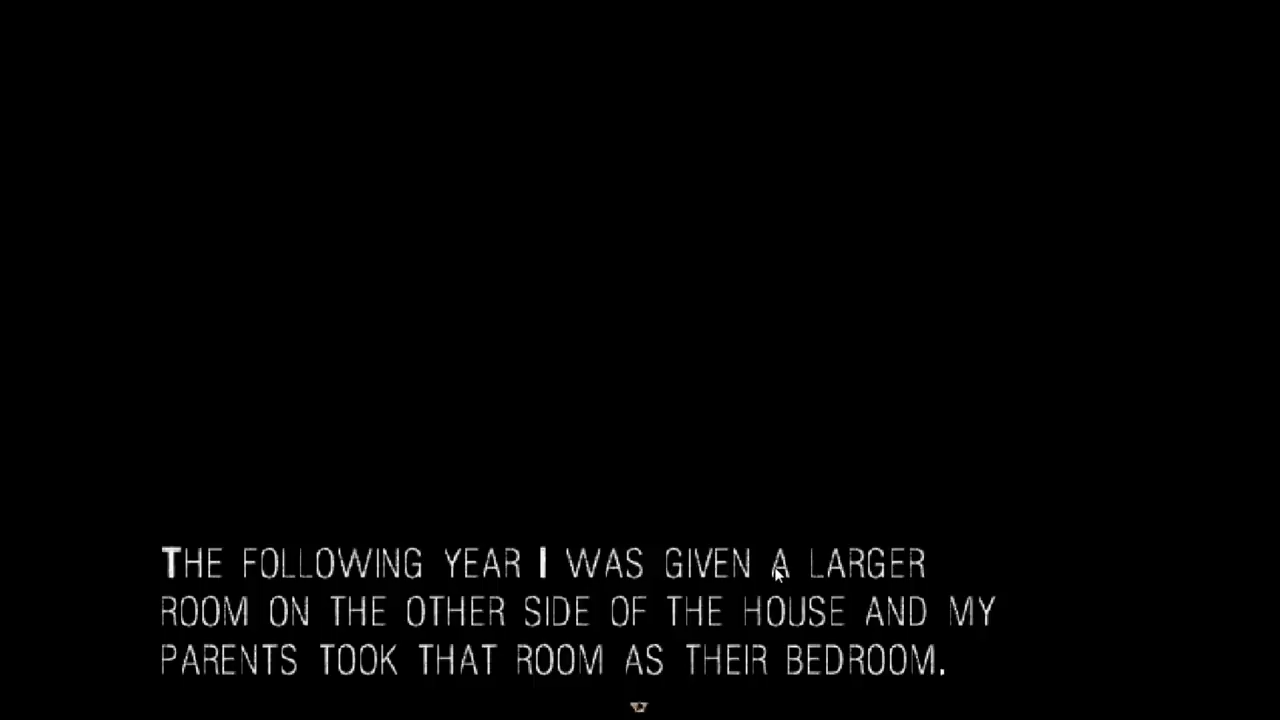 THE FOLLOWING YEAR I WAS GIVEN A LARGER
ROOM ON THE OTHER SIDE OF THE HOUSE AND MY
PARENTS TOOK THAT ROOM AS THEIR BEDROOM.